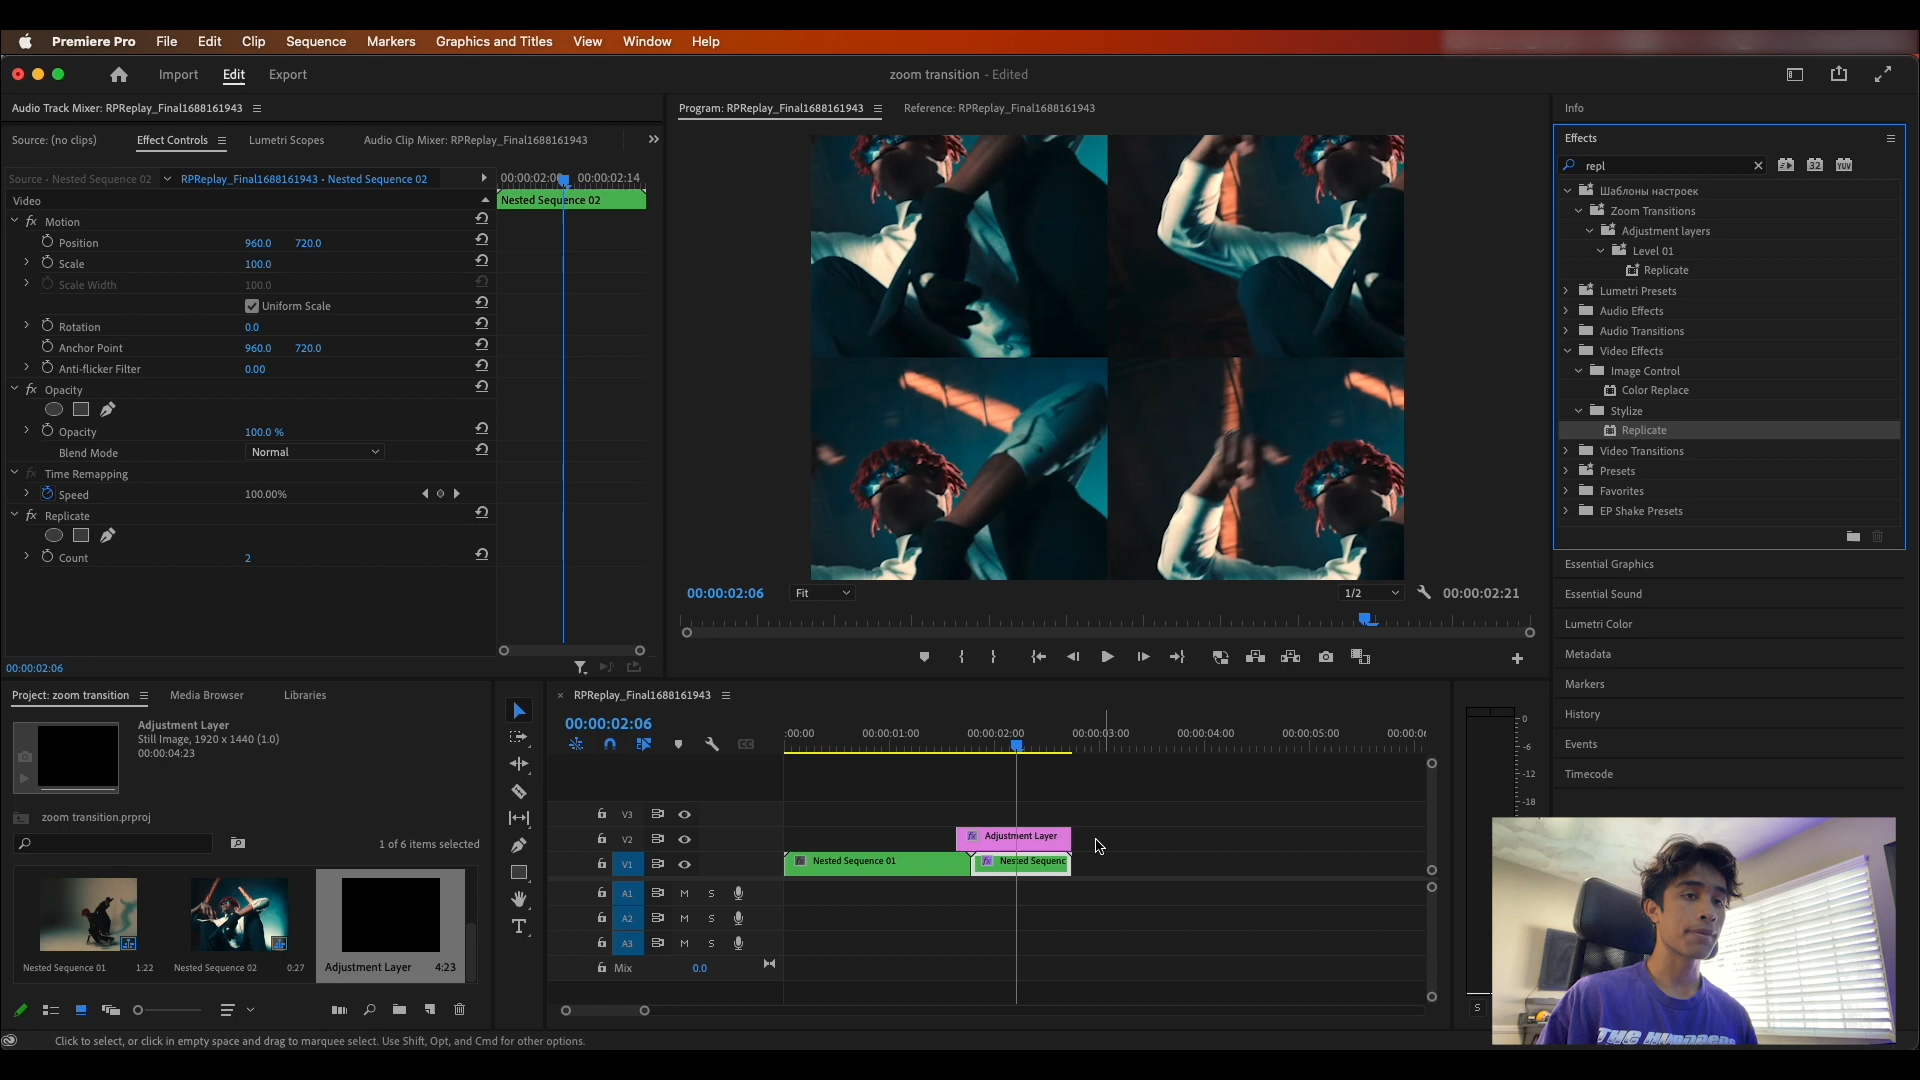 Premiere Pro File Edit Clip Sequence Markers Graphics and Titles View Window Help
Import Edit Export
zoom transition - Edited
Audio Track Mixer: RPReplay_Final1688161943
Source: (no clips) Effect Controls Lumetri Scopes Audio Clip Mixer: RPReplay_Final1688161943
Source · Nested Sequence 02 RPReplay_Final1688161943 · Nested Sequence 02
00:00:02:00 00:00:02:14
Video
Nested Sequence 02
Motion
Position 960.0 720.0
Scale 100.0
Scale Width 100.0
Uniform Scale
Rotation 0.0
Anchor Point 960.0 720.0
Anti-flicker Filter 0.00
Opacity
Opacity 100.0 %
Blend Mode Normal
Time Remapping
Speed 100.00%
Replicate
Count 2
00:00:02:06
Program: RPReplay_Final1688161943 Reference: RPReplay_Final1688161943
00:00:02:06 Fit 1/2 00:00:02:21
Info
Effects
repl
32 YUV
Шаблоны настроек
Zoom Transitions
Adjustment layers
Level 01
Replicate
Lumetri Presets
Audio Effects
Audio Transitions
Video Effects
Image Control
Color Replace
Stylize
Replicate
Video Transitions
Presets
Favorites
EP Shake Presets
Essential Graphics
Essential Sound
Lumetri Color
Metadata
Markers
History
Events
Timecode
Project: zoom transition Media Browser Libraries
Adjustment Layer
Still Image, 1920 x 1440 (1.0)
00:00:04:23
zoom transition.prproj
1 of 6 items selected
Nested Sequence 01 1:22
Nested Sequence 02 0:27
Adjustment Layer 4:23
RPReplay_Final1688161943
00:00:02:06
:00:00 00:00:01:00 00:00:02:00 00:00:03:00 00:00:04:00 00:00:05:00
V3
V2 Adjustment Layer
V1 Nested Sequence 01 Nested Sequenc
A1 M S
A2 M S
A3 M S
Mix 0.0
0
-6
-12
-18
S
THE HUNDREDS
Click to select, or click in empty space and drag to marquee select. Use Shift, Opt, and Cmd for other options.